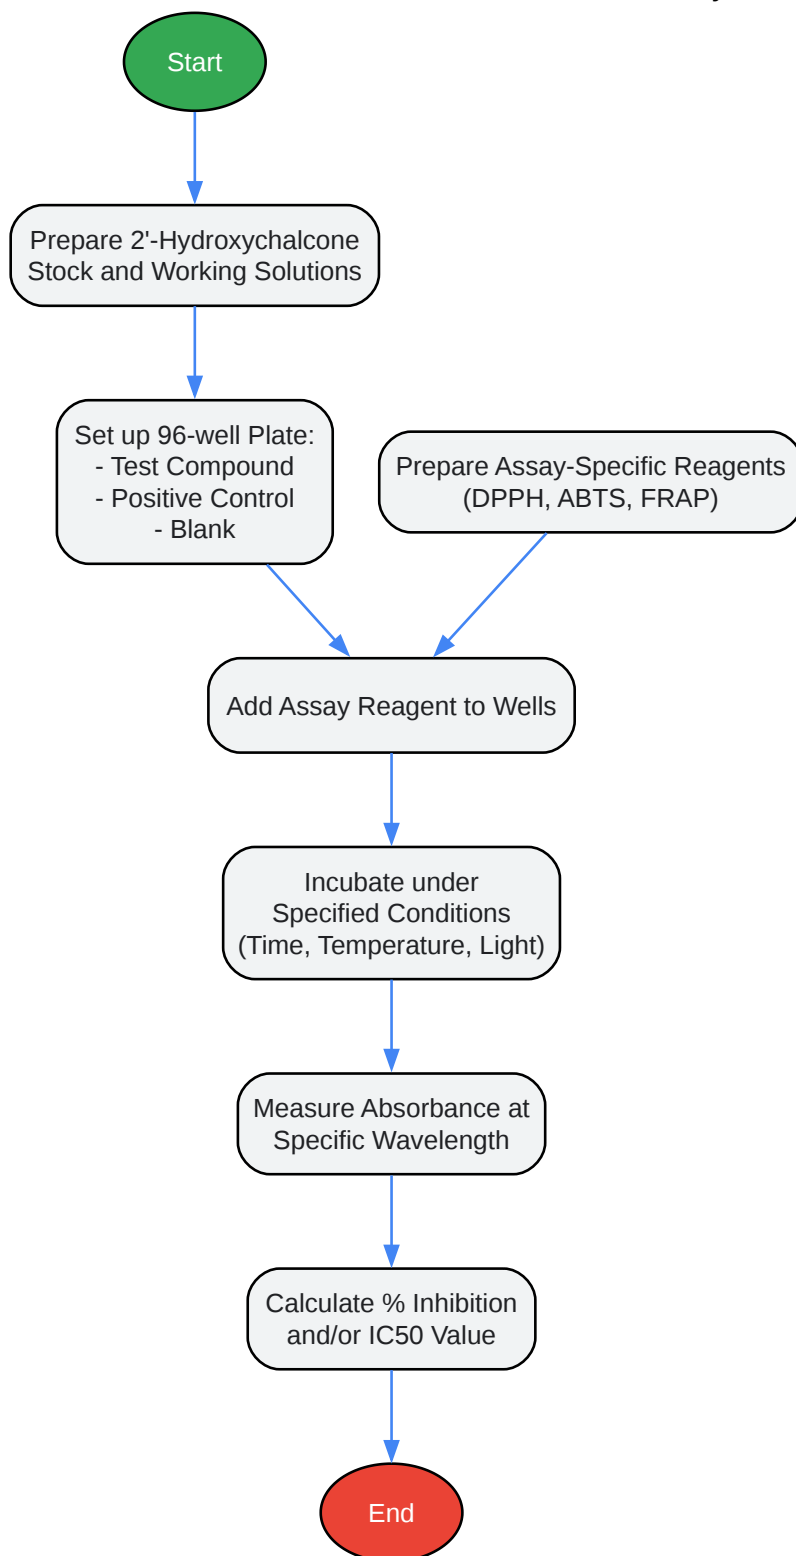 Start
Prepare 2'-Hydroxychalcone
Stock and Working Solutions
Set up 96-well Plate:
- Test Compound
- Positive Control
- Blank
Prepare Assay-Specific Reagents
(DPPH, ABTS, FRAP)
Add Assay Reagent to Wells
Incubate under
Specified Conditions
(Time, Temperature, Light)
Measure Absorbance at
Specific Wavelength
Calculate % Inhibition
and/or IC50 Value
End